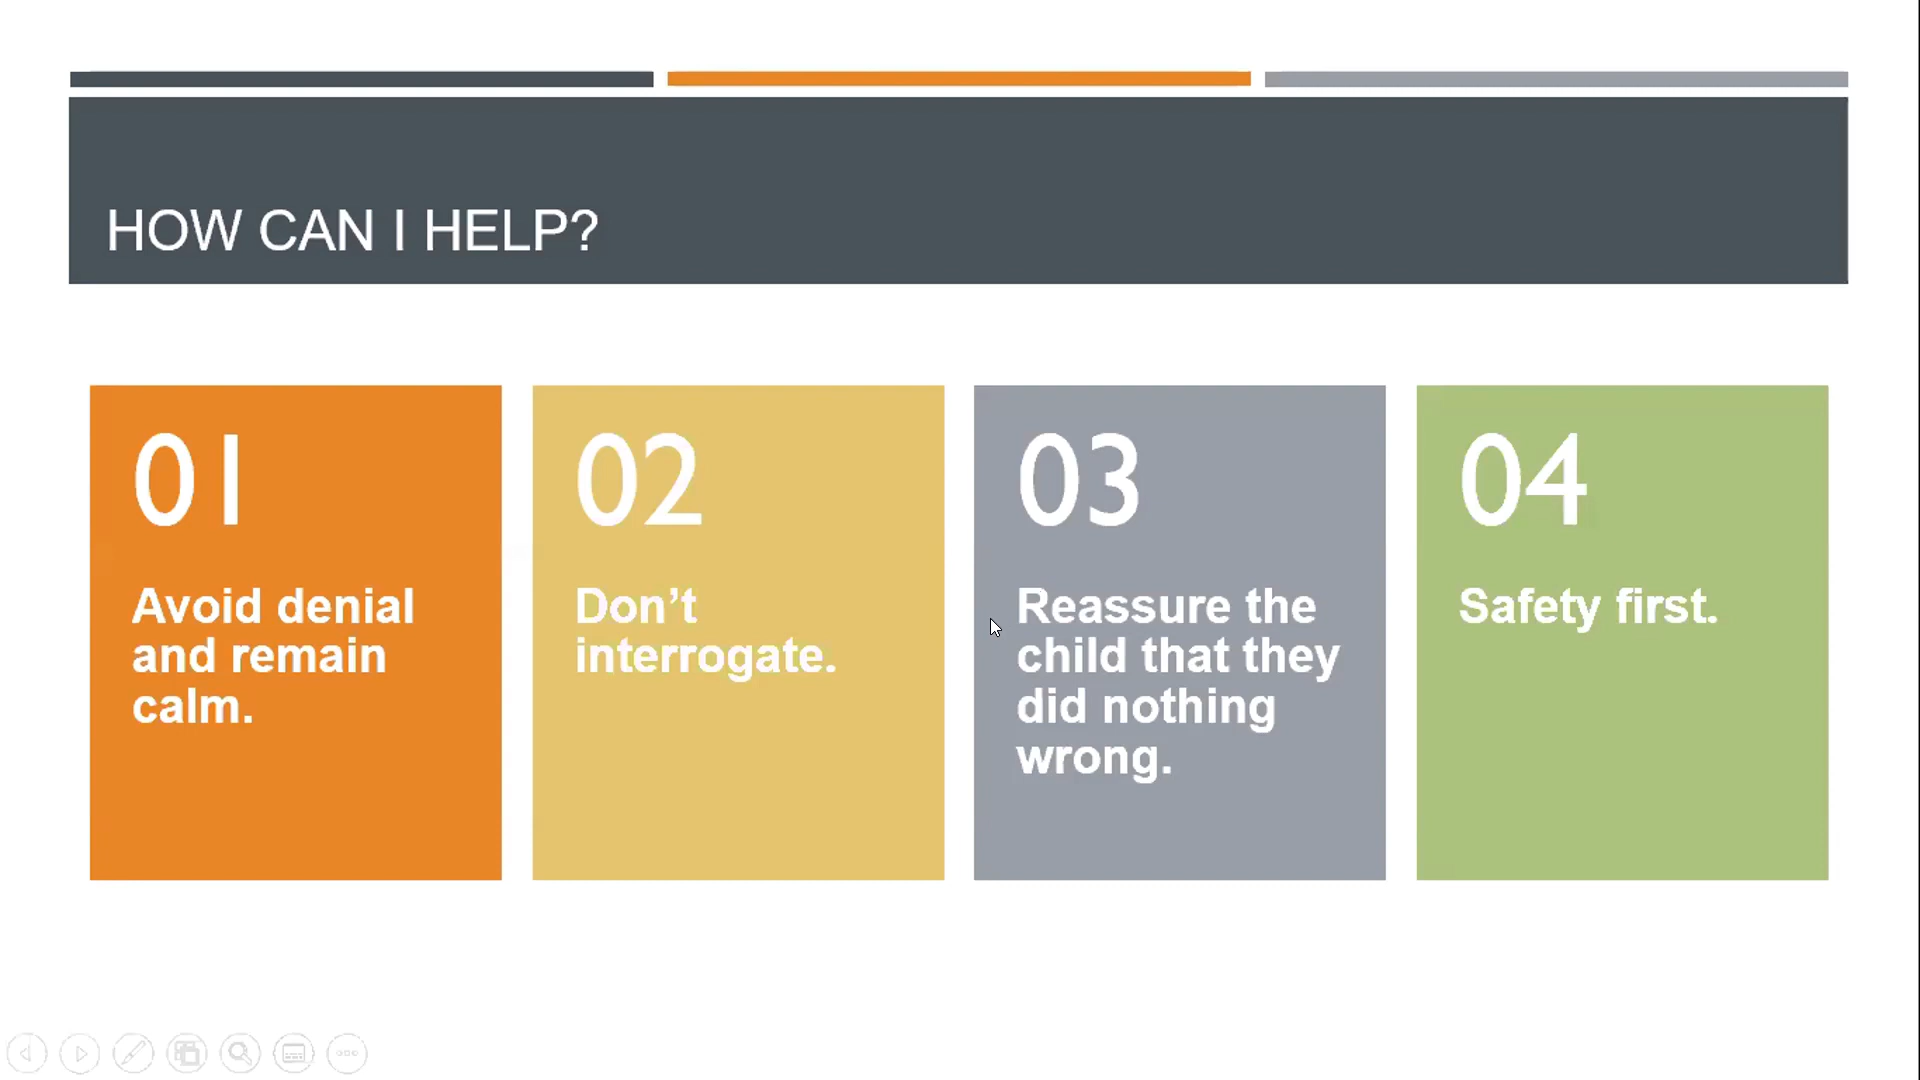 HOW CAN I HELP?
01
Avoid denial
and remain
calm.
02
Don’t
interrogate.
03
Reassure the
child that they
did nothing
wrong.
04
Safety first.